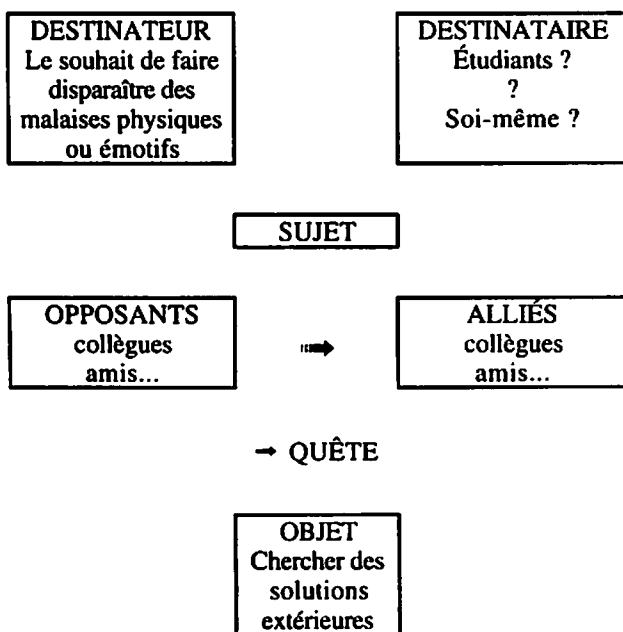 DESTINATEUR
Le souhait de faire
disparaître des
malaises physiques
ou émotifs
DESTINATAIRE
Étudiants ?
?
Soi-même ?
SUJET
OPPOSANTS
collègues
amis...
ALLIÉS
collègues
amis...
→ QUÊTE
OBJET
Chercher des
solutions
extérieures